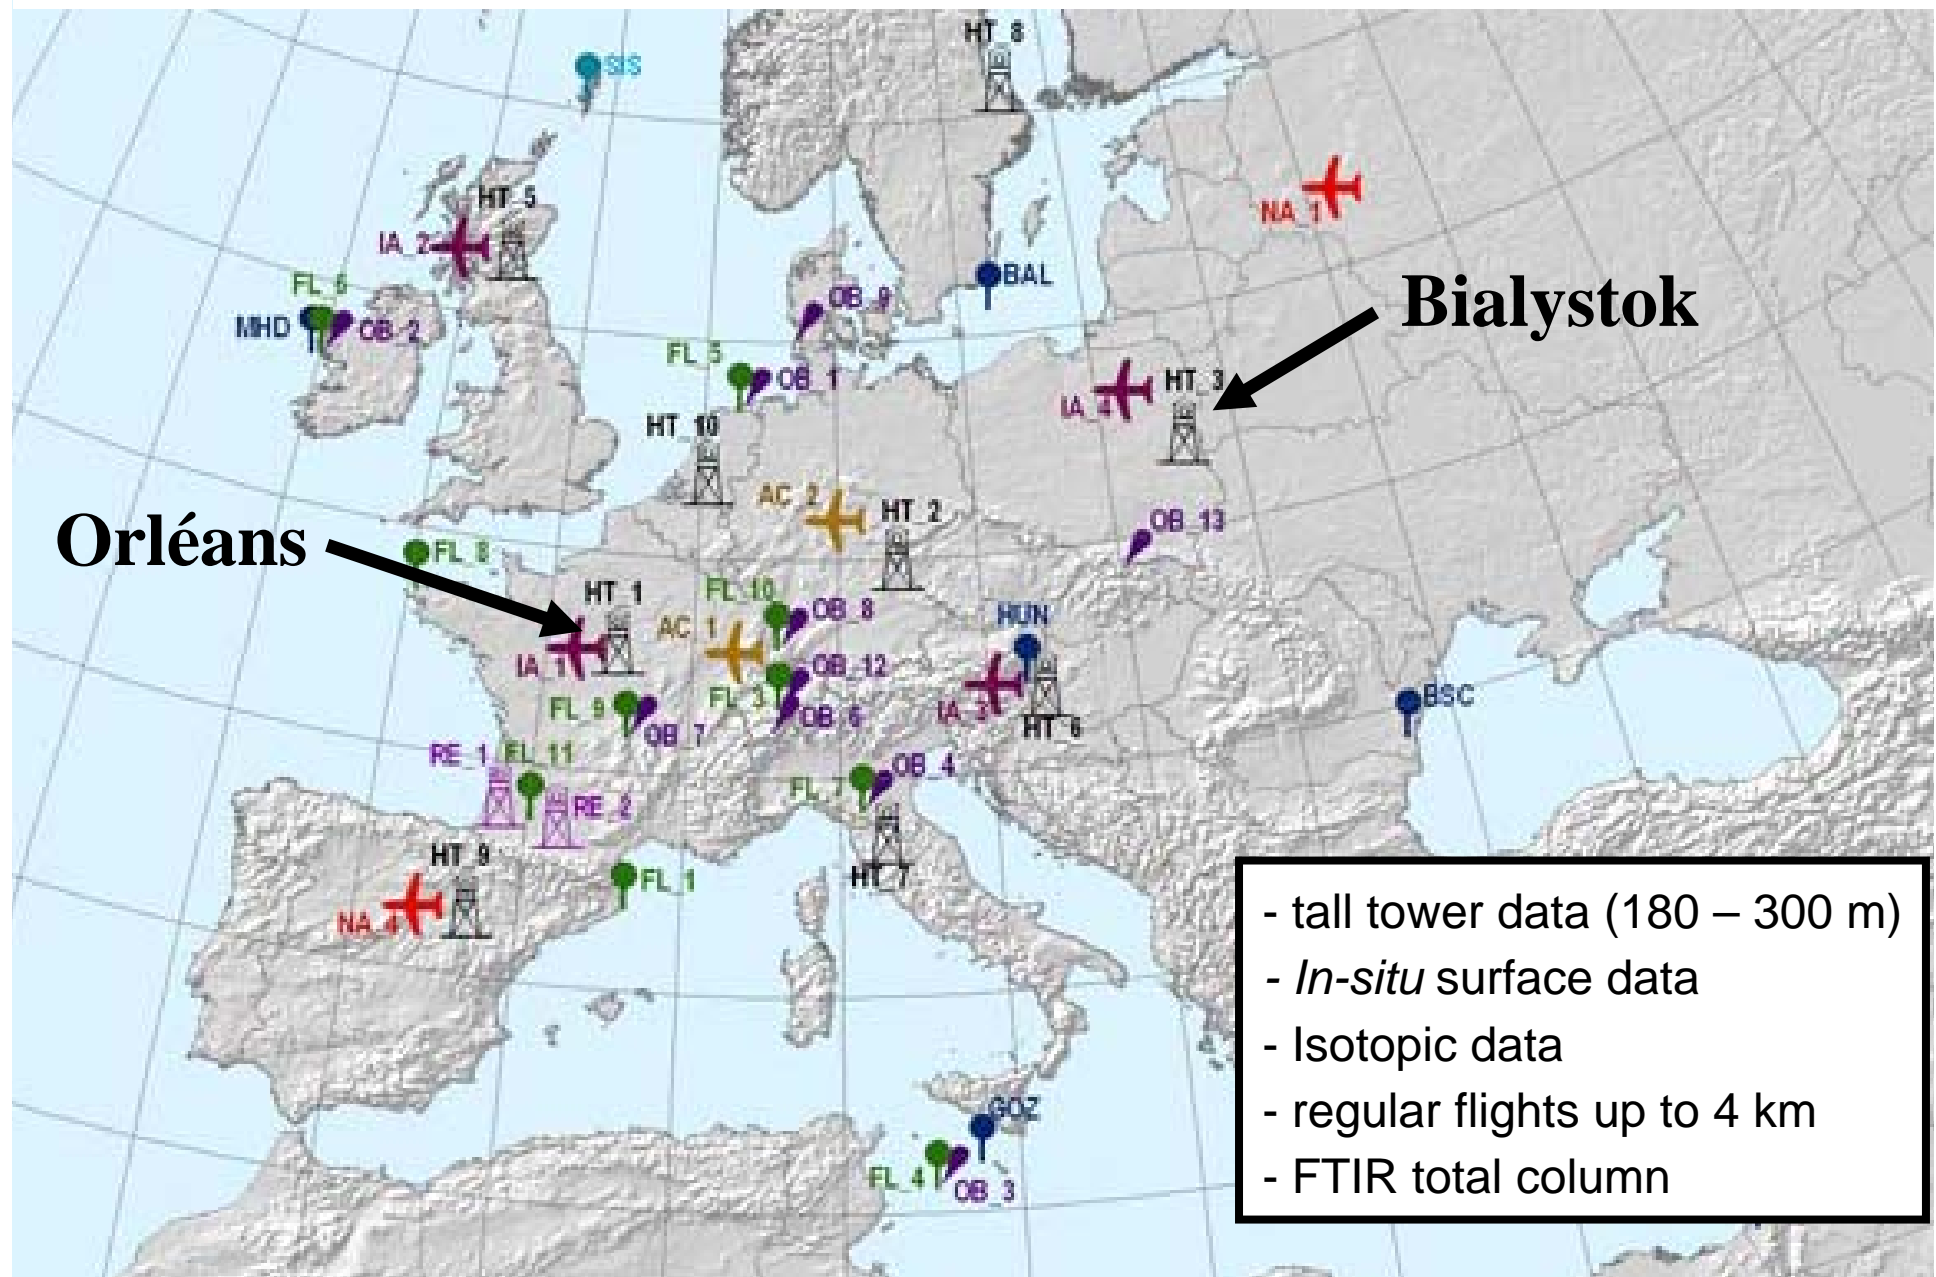 HT_8
SIS
HT_5
NA_1
IA_2
BAL
FL_6
Bialystok
OB_9
MHD
OB_2
FL_5
OB_1
HT_3
IA_4
HT_10
AC_2
HT_2
OB_13
Orléans
FL_8
HT_1
FL_10
OB_8
HUN
AC_1
IA_1
OB_12
FL_3
BSC
FL_9
IA_3
OB_6
OB_7
HT_6
RE_1
FL_11
OB_4
FL_7
RE_2
HT_9
FL_1
HT_7
NA_4
- tall tower data (180 – 300 m)
- In-situ surface data
- Isotopic data
- regular flights up to 4 km
- FTIR total column
GOZ
FL_4
OB_3